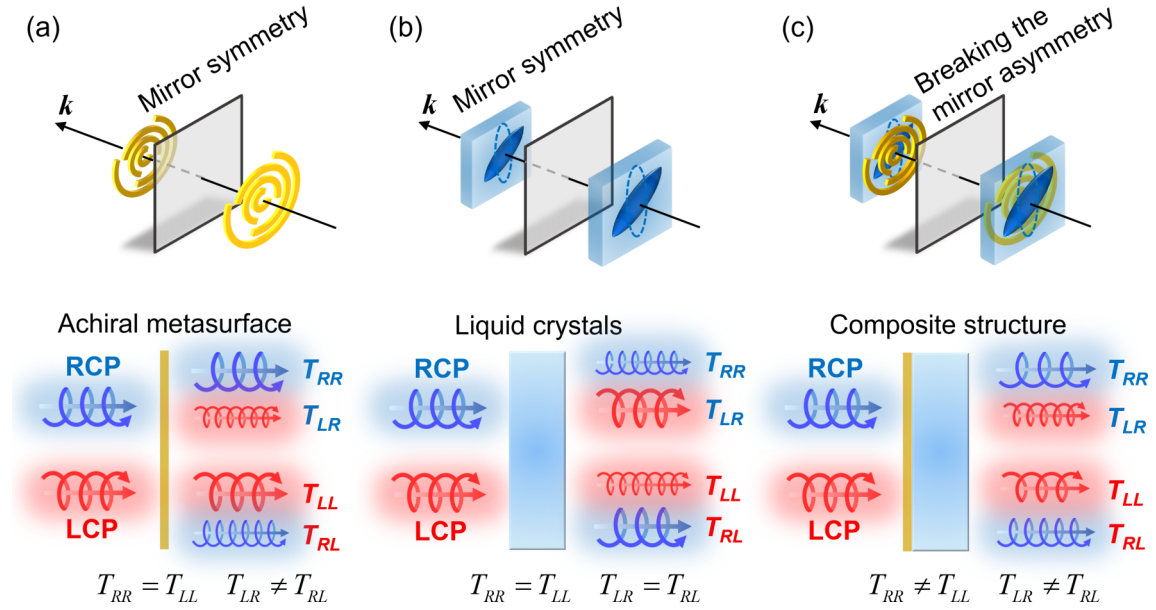 (a)
Mirror symmetry
k
Achiral metasurface
RCP
LCP
T_RR
T_LR
T_LL
T_RL
T_RR = T_LL T_LR ≠ T_RL
(b)
Mirror symmetry
k
Liquid crystals
RCP
LCP
T_RR
T_LR
T_LL
T_RL
T_RR = T_LL T_LR = T_RL
(c)
Breaking the
mirror asymmetry
k
Composite structure
RCP
LCP
T_RR
T_LR
T_LL
T_RL
T_RR ≠ T_LL T_LR ≠ T_RL